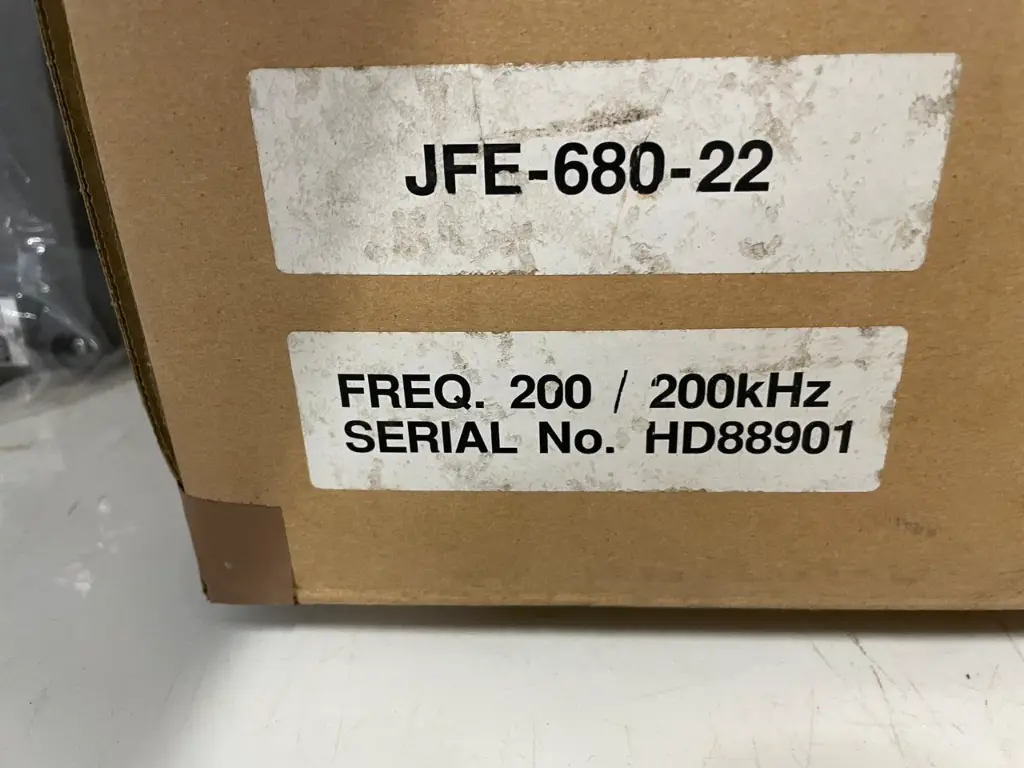 JFE-680-22
FREQ. 200 / 200kHz
SERIAL No. HD88901